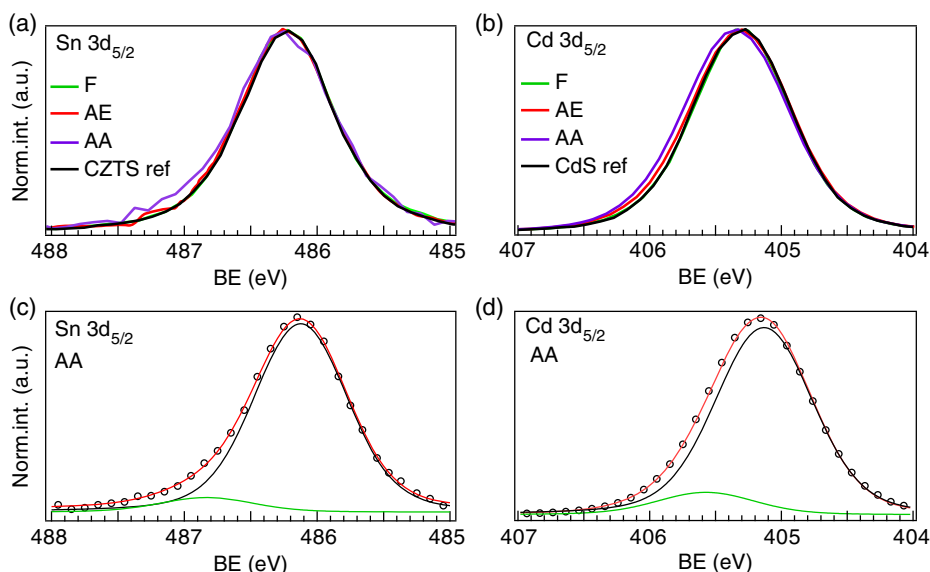 (a)
Sn 3d5/2
F
AE
AA
CZTS ref
Norm.int. (a.u.)
488 487 486 485
BE (eV)
(b)
Cd 3d5/2
F
AE
AA
CdS ref
407 406 405 404
BE (eV)
(c)
Sn 3d5/2
AA
Norm.int. (a.u.)
488 487 486 485
BE (eV)
(d)
Cd 3d5/2
AA
407 406 405 404
BE (eV)